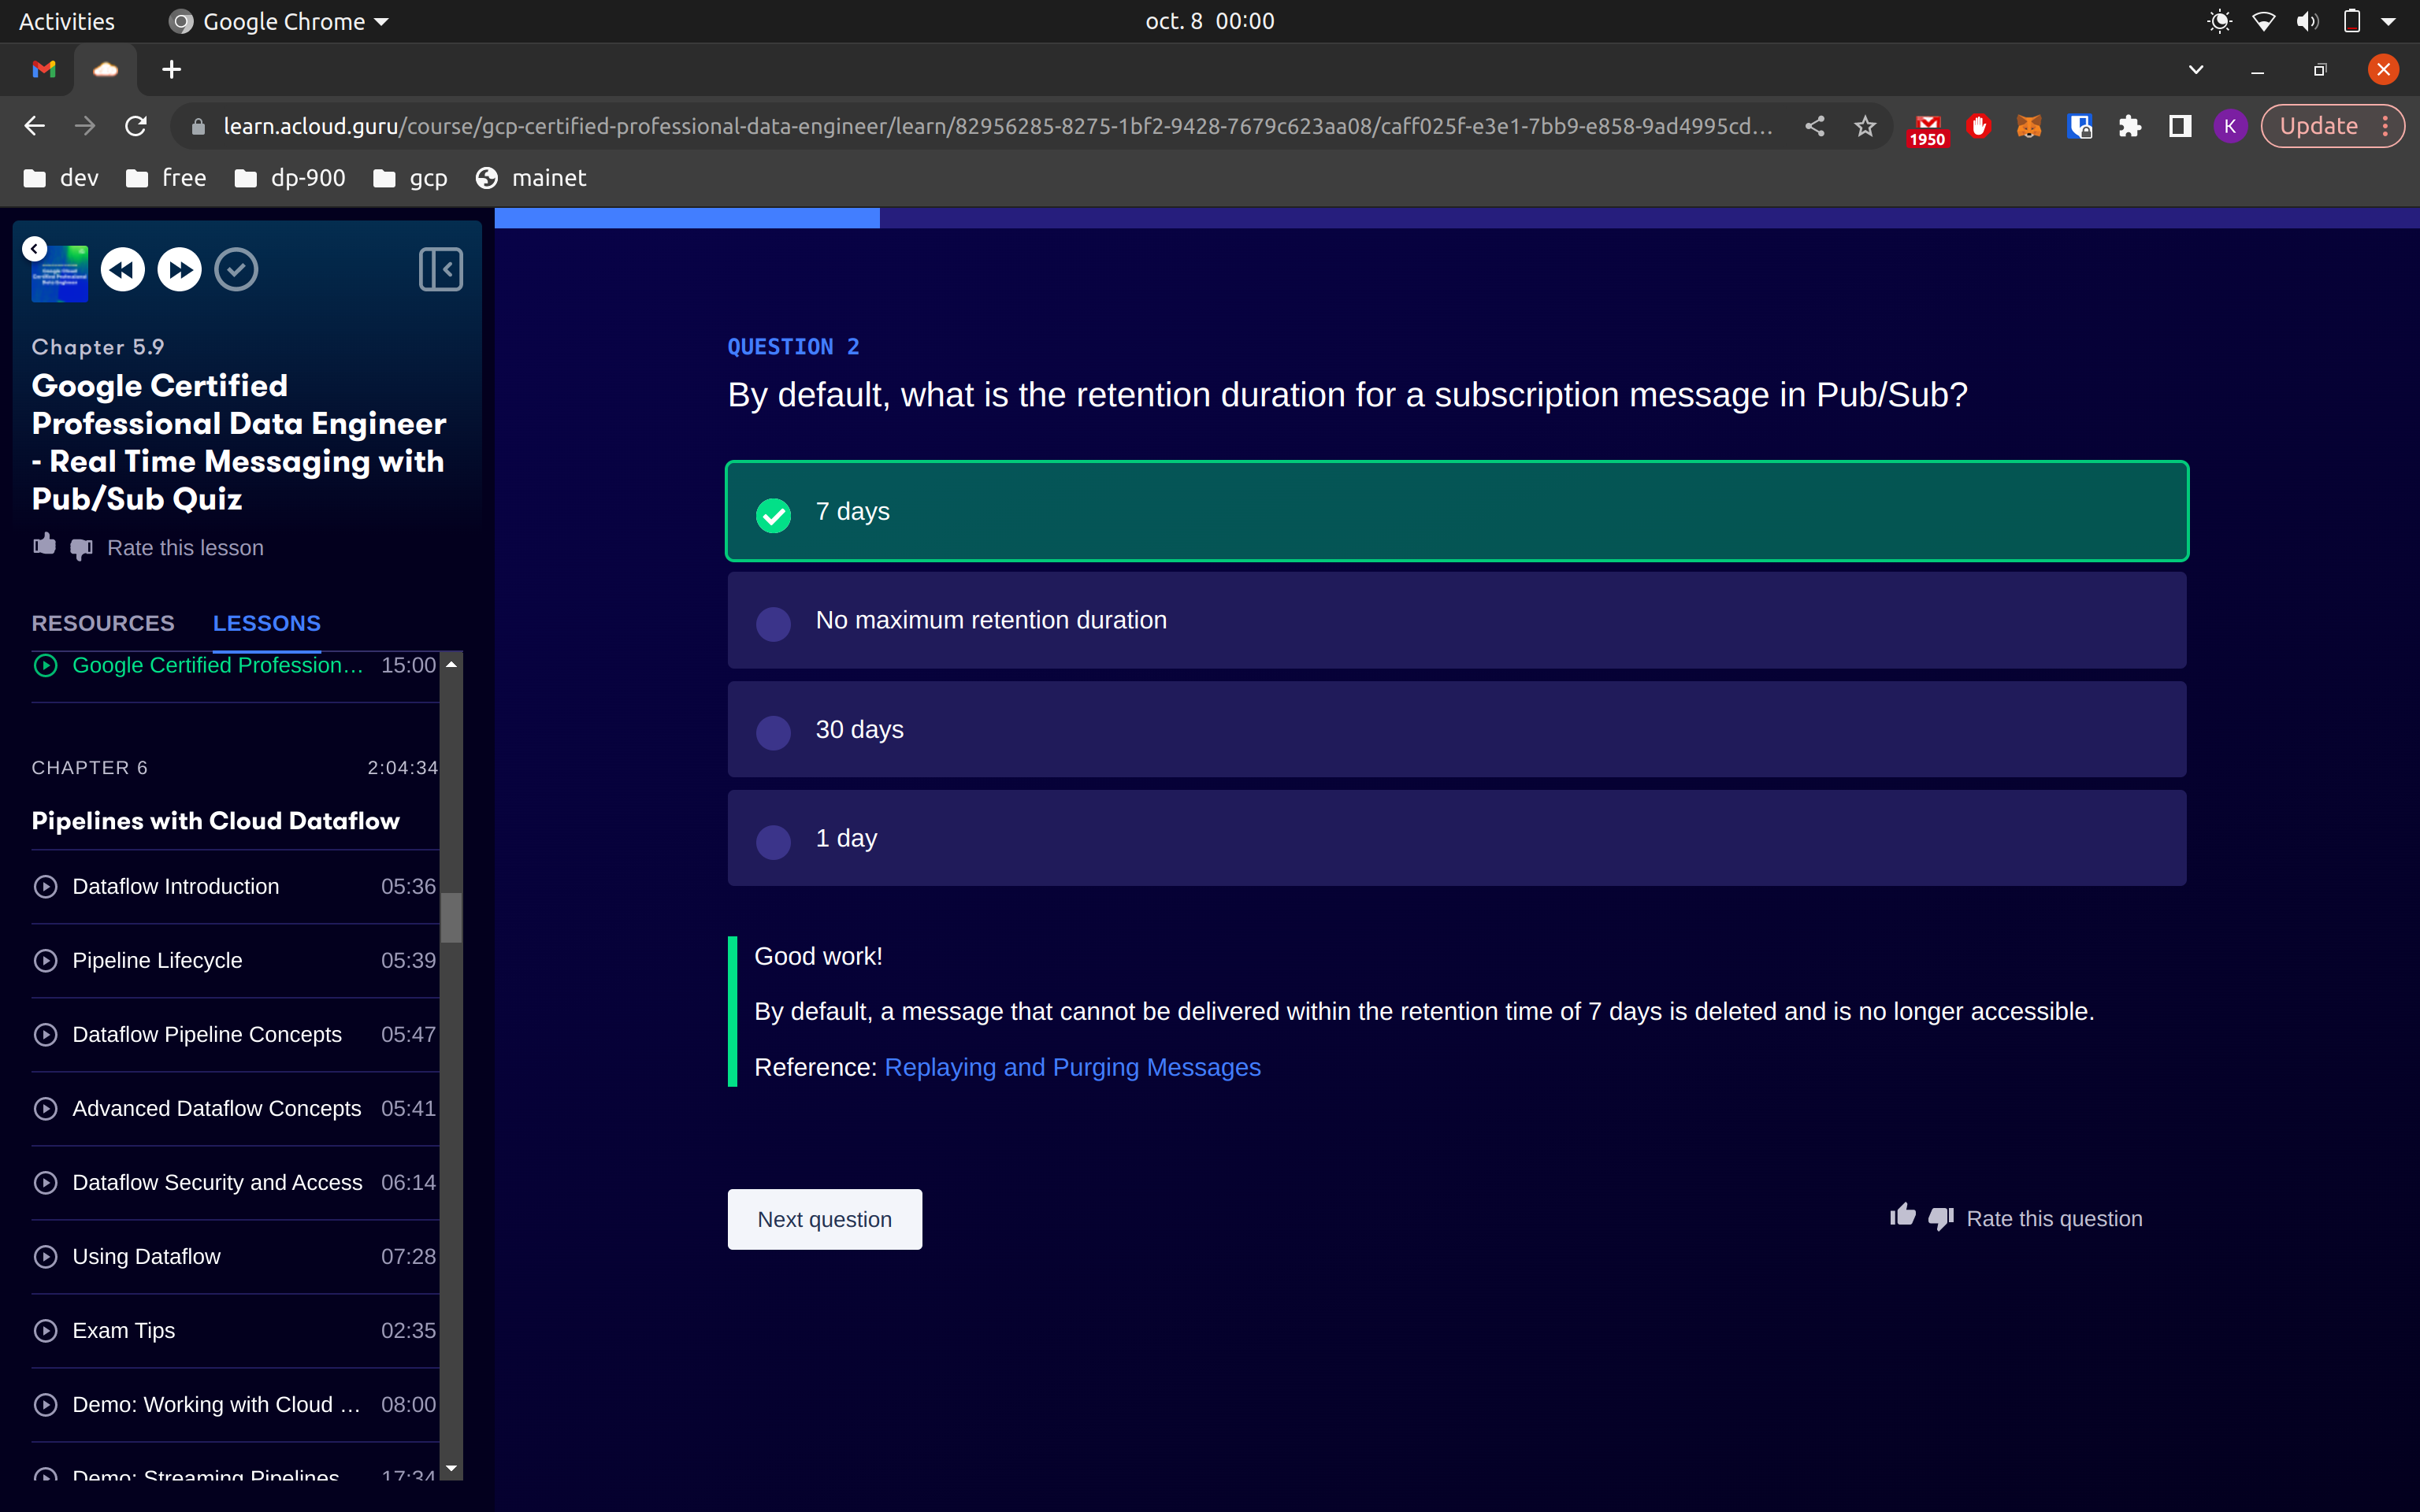 Activities
Google Chrome
oct. 8 00:00
learn.acloud.guru/course/gcp-certified-professional-data-engineer/learn/82956285-8275-1bf2-9428-7679c623aa08/caff025f-e3e1-7bb9-e858-9ad4995cd...
1950
K
Update
dev
free
dp-900
gcp
mainet
Chapter 5.9
Google Certified
Professional Data Engineer
- Real Time Messaging with
Pub/Sub Quiz
Rate this lesson
RESOURCES
LESSONS
Google Certified Profession... 15:00
CHAPTER 6 2:04:34
Pipelines with Cloud Dataflow
Dataflow Introduction 05:36
Pipeline Lifecycle 05:39
Dataflow Pipeline Concepts 05:47
Advanced Dataflow Concepts 05:41
Dataflow Security and Access 06:14
Using Dataflow 07:28
Exam Tips 02:35
Demo: Working with Cloud ... 08:00
Demo: Streaming Pipelines 17:34
QUESTION 2
By default, what is the retention duration for a subscription message in Pub/Sub?
7 days
No maximum retention duration
30 days
1 day
Good work!
By default, a message that cannot be delivered within the retention time of 7 days is deleted and is no longer accessible.
Reference: Replaying and Purging Messages
Next question
Rate this question